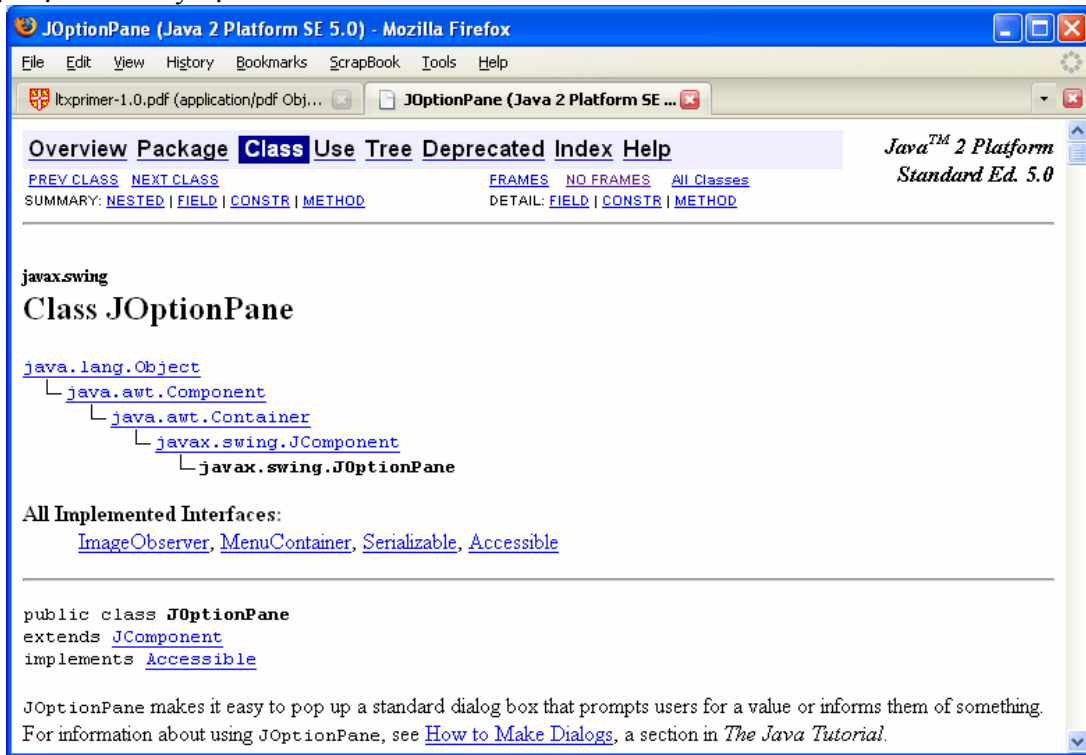 JOptionPane (Java 2 Platform SE 5.0) - Mozilla Firefox
File Edit View History Bookmarks ScrapBook Tools Help
ltxprimer-1.0.pdf (application/pdf Obj... JOptionPane (Java 2 Platform SE ...
Overview Package Class Use Tree Deprecated Index Help
Java™ 2 Platform
Standard Ed. 5.0
PREV CLASS NEXT CLASS FRAMES NO FRAMES All Classes
SUMMARY: NESTED | FIELD | CONSTR | METHOD DETAIL: FIELD | CONSTR | METHOD
javax.swing
Class JOptionPane
java.lang.Object
java.awt.Component
java.awt.Container
javax.swing.JComponent
javax.swing.JOptionPane
All Implemented Interfaces:
ImageObserver, MenuContainer, Serializable, Accessible
public class JOptionPane
extends JComponent
implements Accessible
JOptionPane makes it easy to pop up a standard dialog box that prompts users for a value or informs them of something.
For information about using JOptionPane, see How to Make Dialogs, a section in The Java Tutorial.